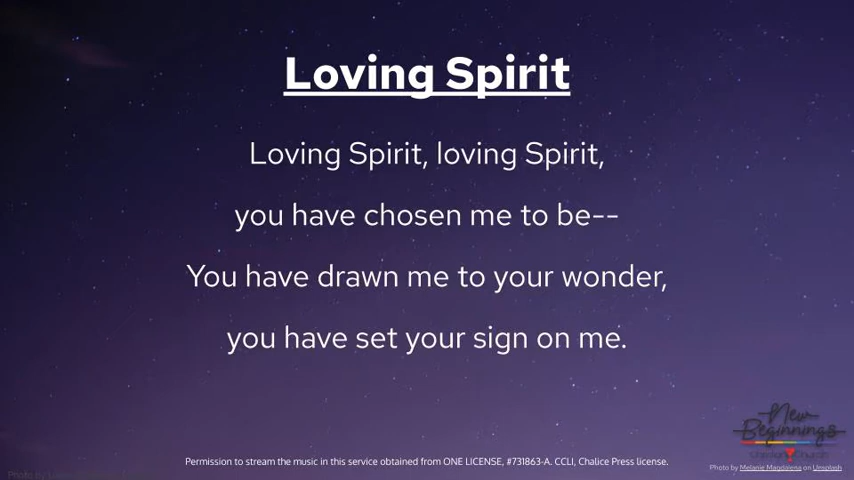 Loving Spirit
Loving Spirit, loving Spirit,
you have chosen me to be--
You have drawn me to your wonder,
you have set your sign on me.
New
Beginnings
Christian Church
Permission to stream the music in this service obtained from ONE LICENSE, #731863-A. CCLI, Chalice Press license.
Photo by Melanie Magdalena on Unsplash